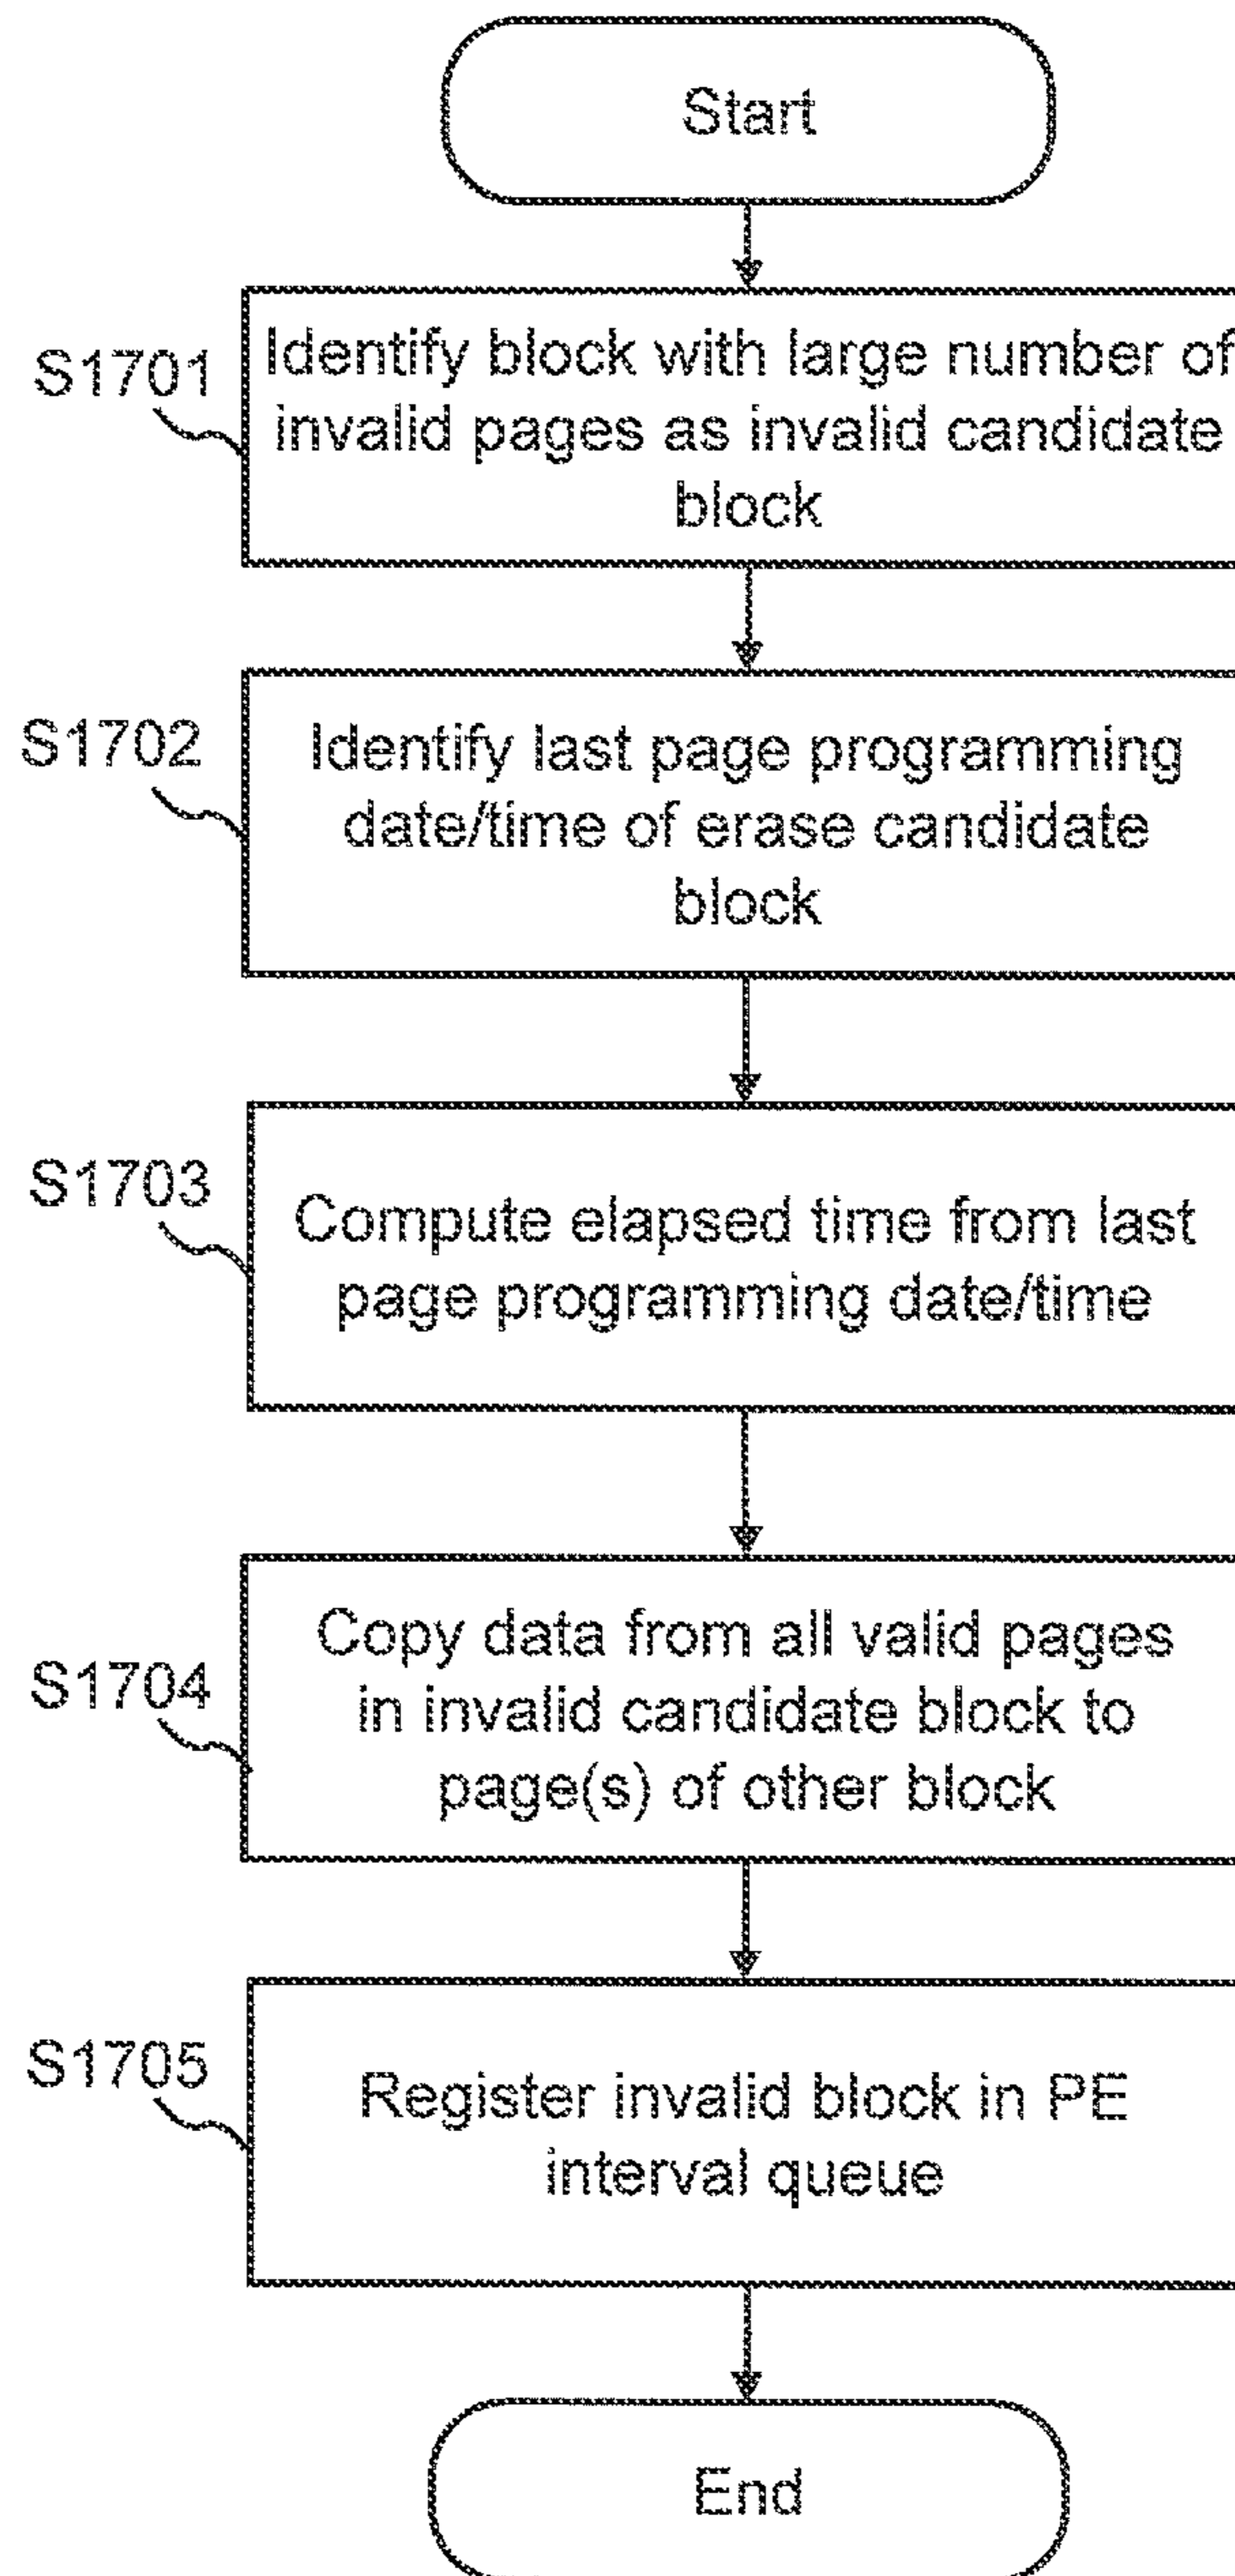 Start
S1701
Identify block with large number of
invalid pages as invalid candidate
block
S1702
Identify last page programming
date/time of erase candidate
block
S1703
Compute elapsed time from last
page programming date/time
S1704
Copy data from all valid pages
in invalid candidate block to
page(s) of other block
S1705
Register invalid block in PE
interval queue
End